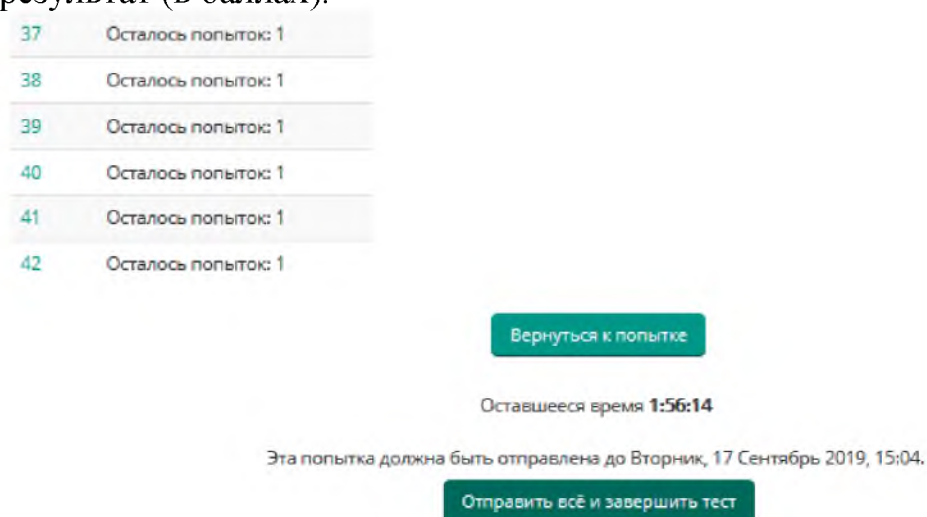 результат (в баллах).
37 Осталось попыток: 1
38 Осталось попыток: 1
39 Осталось попыток: 1
40 Осталось попыток: 1
41 Осталось попыток: 1
42 Осталось попыток: 1
Вернуться к попытке
Оставшееся время 1:56:14
Эта попытка должна быть отправлена до Вторник, 17 Сентябрь 2019, 15:04.
Отправить всё и завершить тест